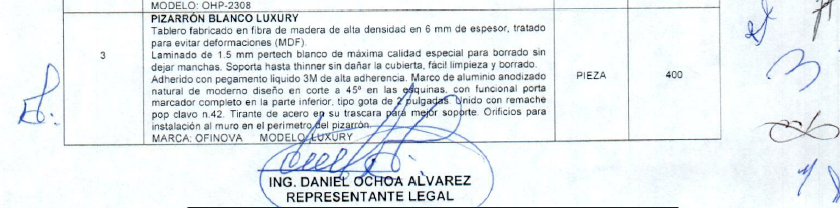 MODELO: OHP-2308
PIZARRÓN BLANCO LUXURY
Tablero fabricado en fibra de madera de alta densidad en 6 mm de espesor, tratado
para evitar deformaciones (MDF).
3
Laminado de 1.5 mm pertech blanco de máxima calidad especial para borrado sin
dejar manchas. Soporta hasta thinner sin dañar la cubierta, fácil limpieza y borrado.
Adherido con pegamento liquido 3M de alta adherencia. Marco de aluminio anodizado
PIEZA
400
natural de moderno diseño en corte a 45º en las esquinas, con funcional porta
marcador completo en la parte inferior, tipo gota de 2 pulgadas. Unido con remache
pop clavo n.42. Tirante de acero en su trascara para mejor soporte. Orificios para
instalación al muro en el perimetro del pizarrón.
MARCA: OFINOVA MODELO: LUXURY
ING. DANIEL OCHOA ALVAREZ
REPRESENTANTE LEGAL